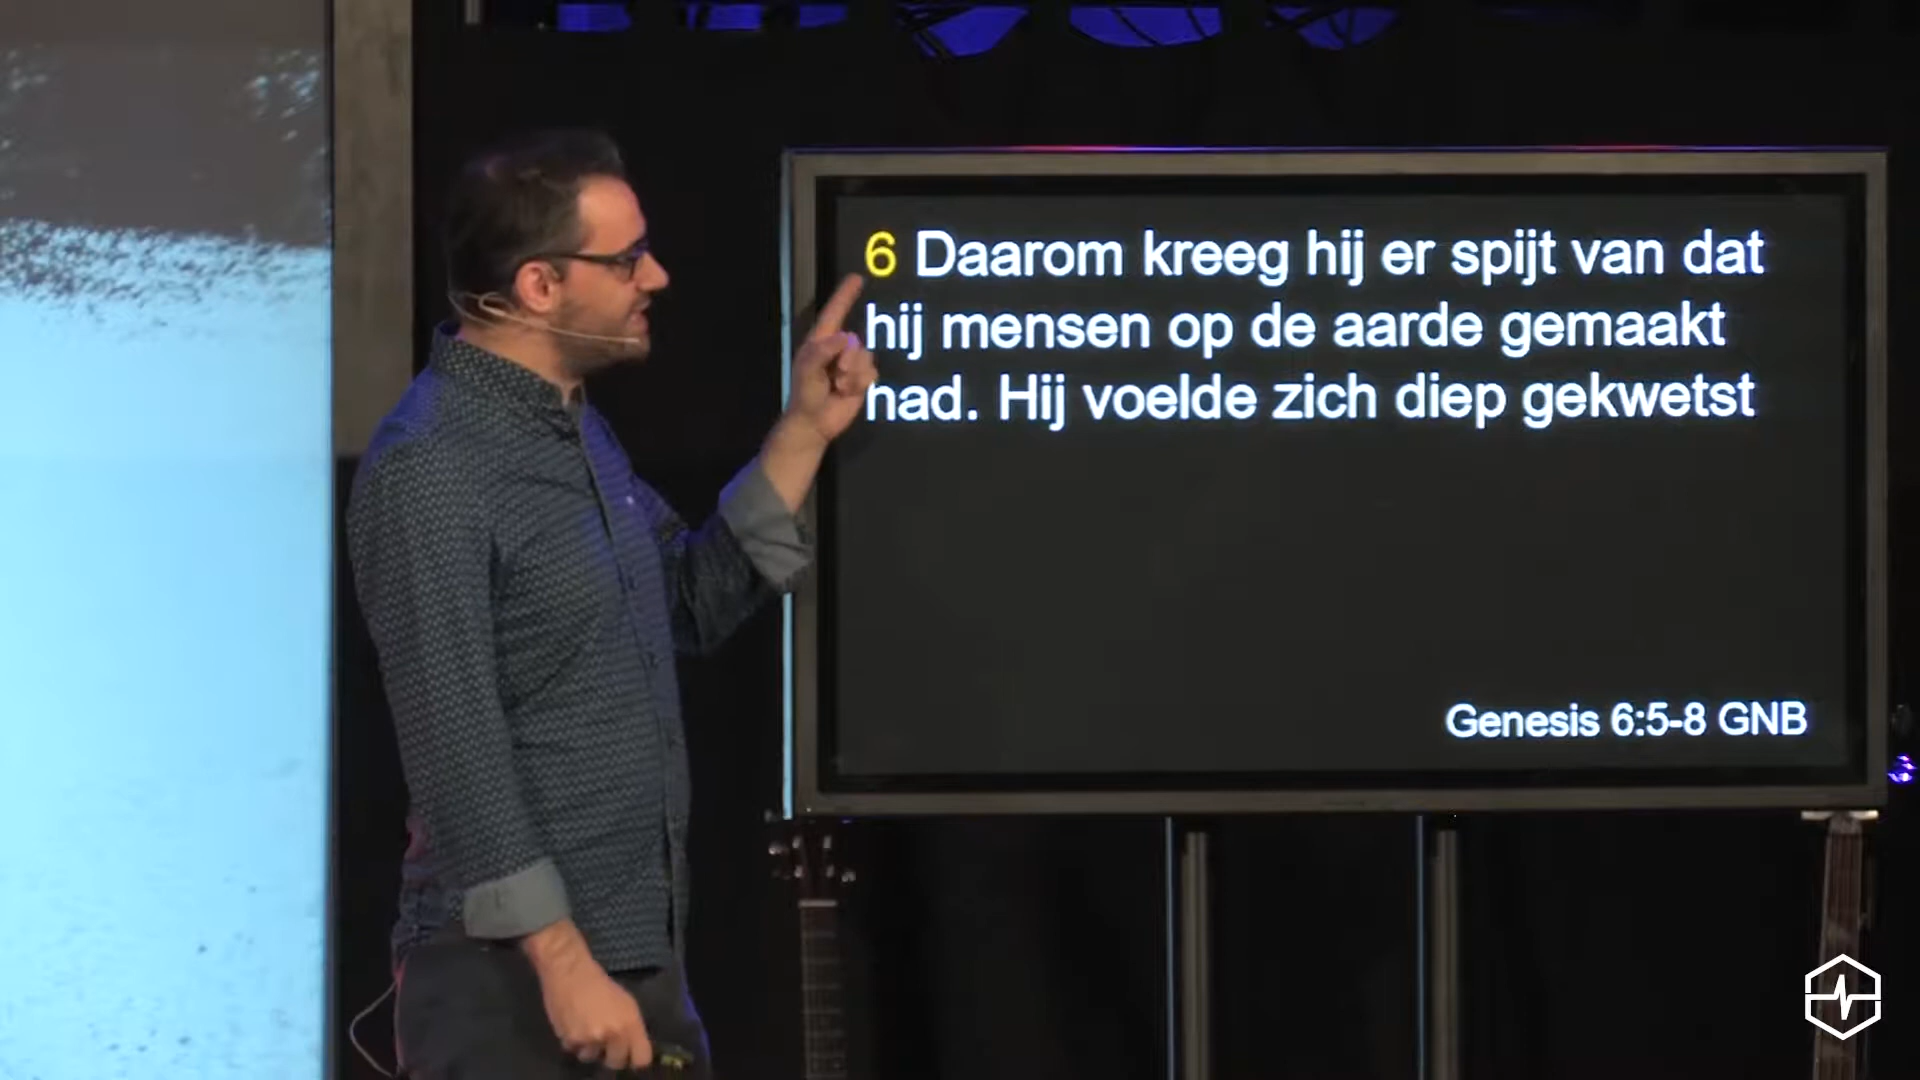 6 Daarom kreeg hij er spijt van dat
hij mensen op de aarde gemaakt
had. Hij voelde zich diep gekwetst
Genesis 6:5-8 GNB